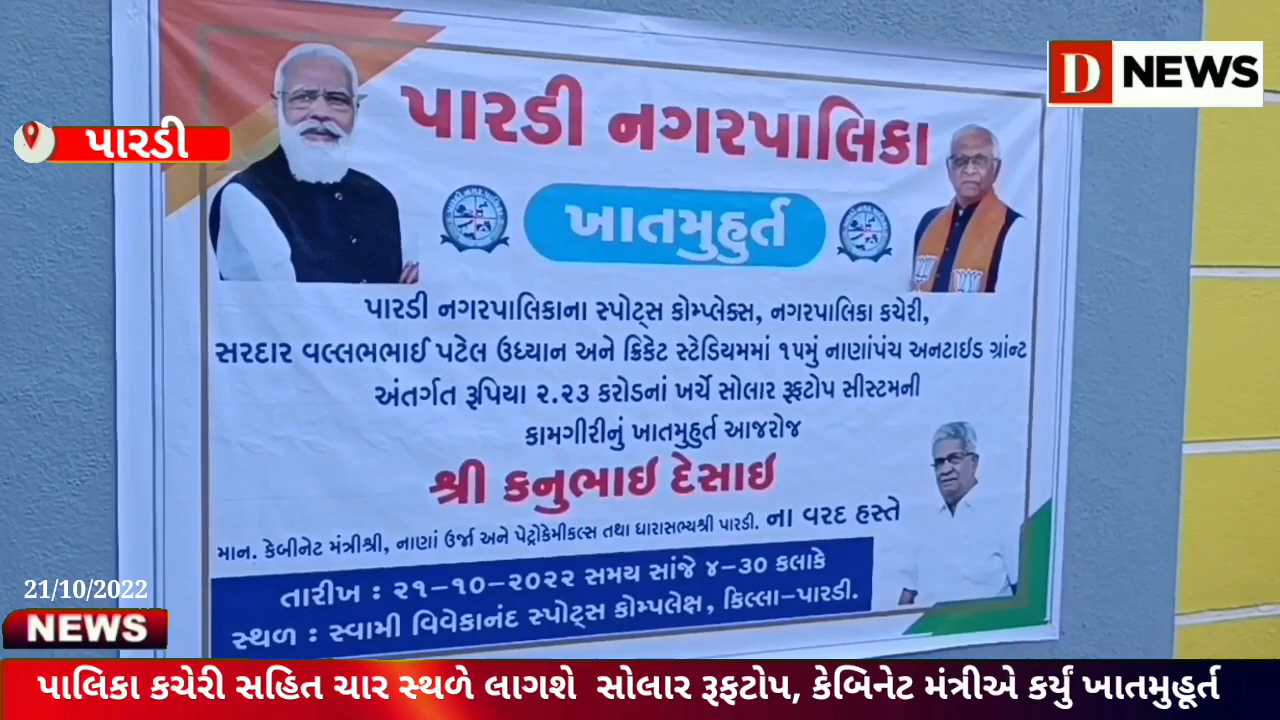 D NEWS
પારડી
પારડી નગરપાલિકા
ખાતમુહુર્ત
પારડી નગરપાલિકાના સ્પોટ્સ કોમ્પ્લેક્સ, નગરપાલિકા કચેરી,
સરદાર વલ્લભભાઈ પટેલ ઉધ્યાન અને ક્રિકેટ સ્ટેડિયમમાં ૧૫મું નાણાંપંચ અનટાઇડ ગ્રાંન્ટ
અંતર્ગત રૂપિયા ૨.૨૩ કરોડનાં ખર્ચે સોલાર રૂફટોપ સીસ્ટમની
કામગીરીનું ખાતમુહુર્ત આજરોજ
શ્રી કનુભાઇ દેસાઇ
માન. કેબીનેટ મંત્રીશ્રી, નાણાં ઉર્જા અને પેટ્રોકેમીકલ્સ તથા ધારાસભ્યશ્રી પારડી. ના વરદ હસ્તે
તારીખ : ૨૧-૧૦-૨૦૨૨ સમય સાંજે ૪-૩૦ કલાકે
સ્થળ : સ્વામી વિવેકાનંદ સ્પોટ્સ કોમ્પલેક્ષ, કિલ્લા-પારડી.
21/10/2022
NEWS
પાલિકા કચેરી સહિત ચાર સ્થળે લાગશે સોલાર રૂફટોપ, કેબિનેટ મંત્રીએ કર્યું ખાતમુહૂર્ત